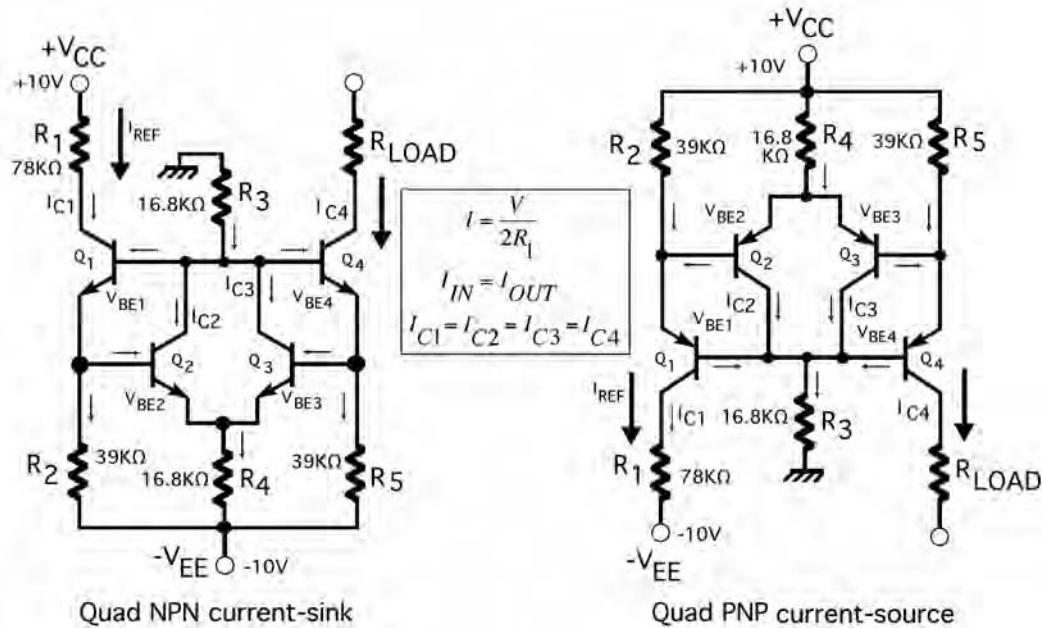 +VCC
+10V
R1
IREF
78KΩ
RLOAD
R3
16.8KΩ
IC1
IC4
Q1
Q4
IC3
VBE1
VBE4
IC2
Q2
Q3
VBE2
VBE3
R2
39KΩ
16.8KΩ
R4
39KΩ
R5
-VEE
-10V
Quad NPN current-sink
I = V / 2R1
IIN = IOUT
IC1 = IC2 = IC3 = IC4
+VCC
+10V
R2
39KΩ
16.8
KΩ
R4
39KΩ
R5
VBE2
VBE3
Q2
Q3
IC2
IC3
VBE1
VBE4
Q1
Q4
IREF
IC1
16.8KΩ
R3
IC4
R1
78KΩ
RLOAD
-10V
-VEE
Quad PNP current-source